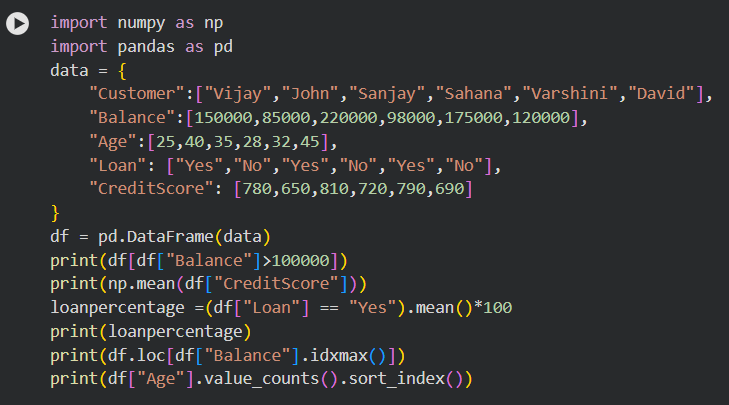 import numpy as np
import pandas as pd
data = {
    "Customer":["Vijay","John","Sanjay","Sahana","Varshini","David"],
    "Balance":[150000,85000,220000,98000,175000,120000],
    "Age":[25,40,35,28,32,45],
    "Loan": ["Yes","No","Yes","No","Yes","No"],
    "CreditScore": [780,650,810,720,790,690]
}
df = pd.DataFrame(data)
print(df[df["Balance"]>100000])
print(np.mean(df["CreditScore"]))
loanpercentage =(df["Loan"] == "Yes").mean()*100
print(loanpercentage)
print(df.loc[df["Balance"].idxmax()])
print(df["Age"].value_counts().sort_index())